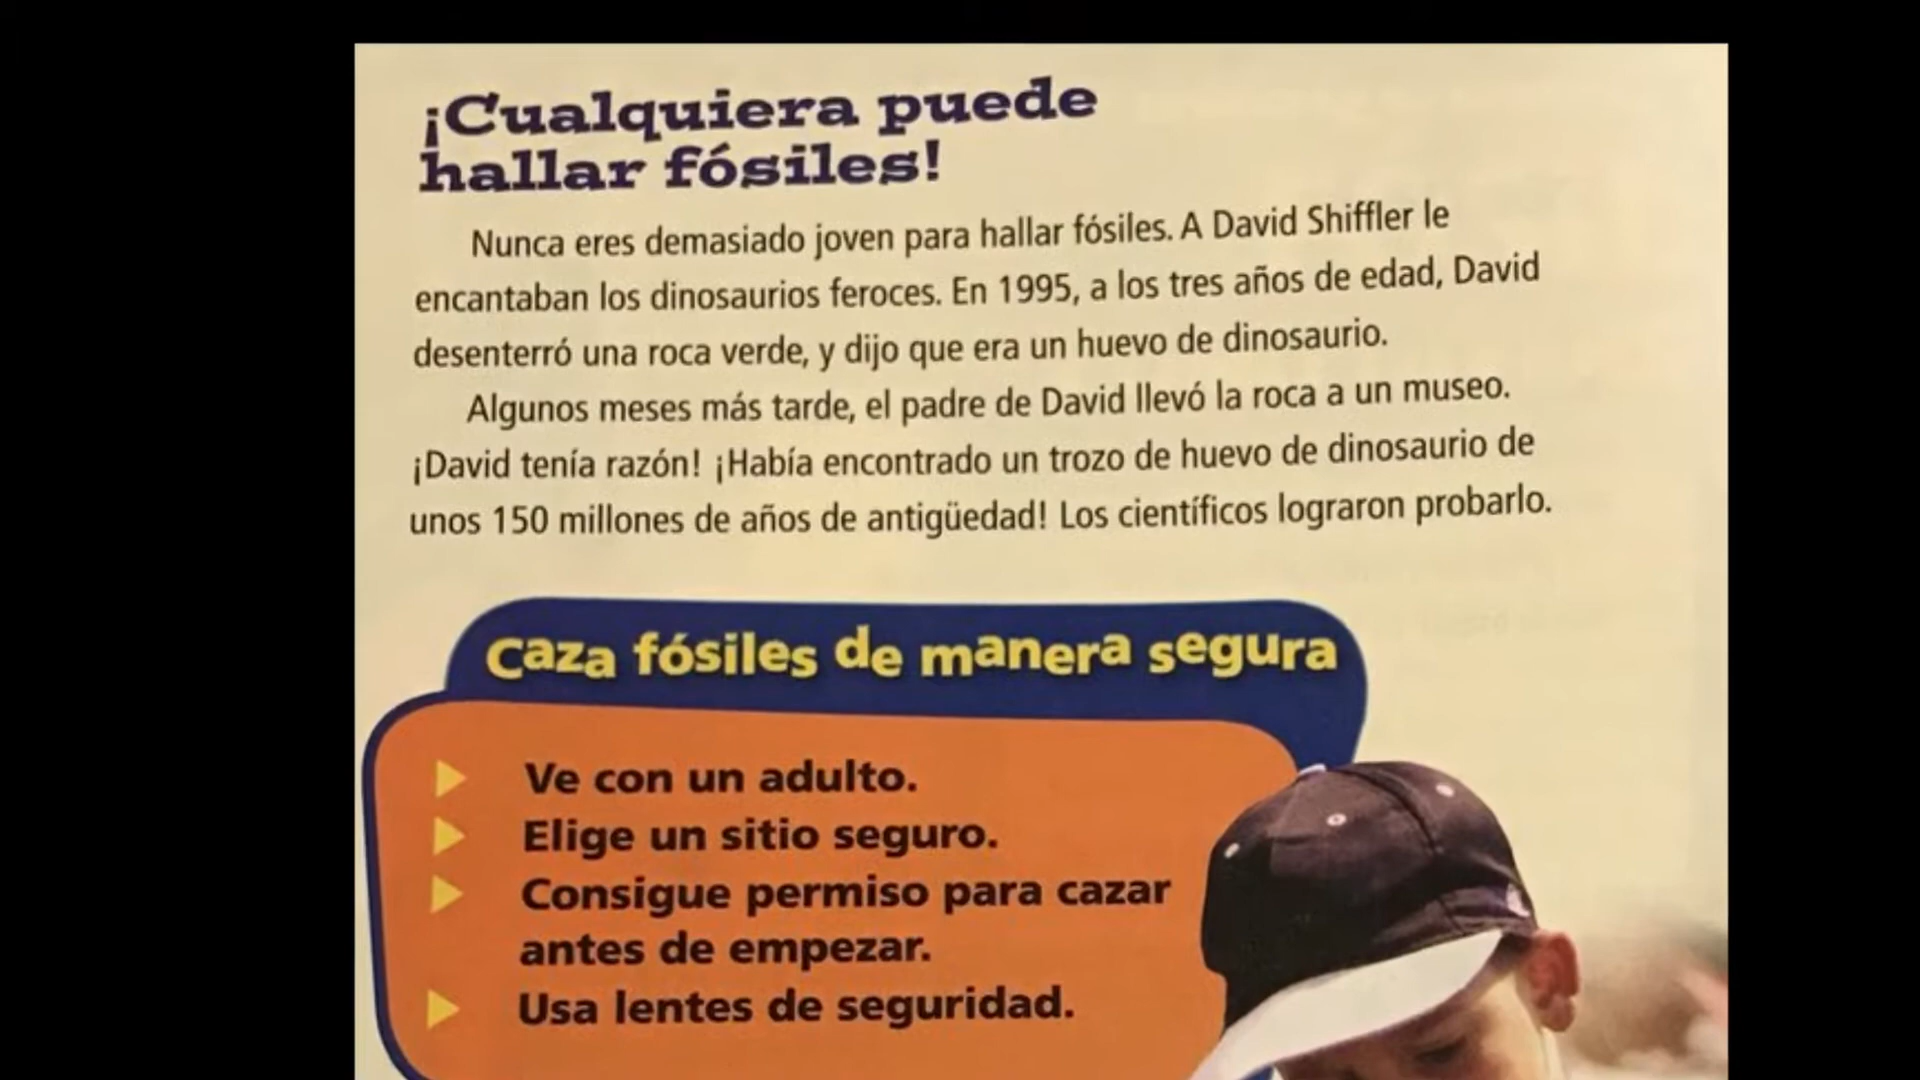 ¡Cualquiera puede
hallar fósiles!
Nunca eres demasiado joven para hallar fósiles. A David Shiffler le
encantaban los dinosaurios feroces. En 1995, a los tres años de edad, David
desenterró una roca verde, y dijo que era un huevo de dinosaurio.
Algunos meses más tarde, el padre de David llevó la roca a un museo.
¡David tenía razón! ¡Había encontrado un trozo de huevo de dinosaurio de
unos 150 millones de años de antigüedad! Los científicos lograron probarlo.
Caza fósiles de manera segura
Ve con un adulto.
Elige un sitio seguro.
Consigue permiso para cazar
antes de empezar.
Usa lentes de seguridad.